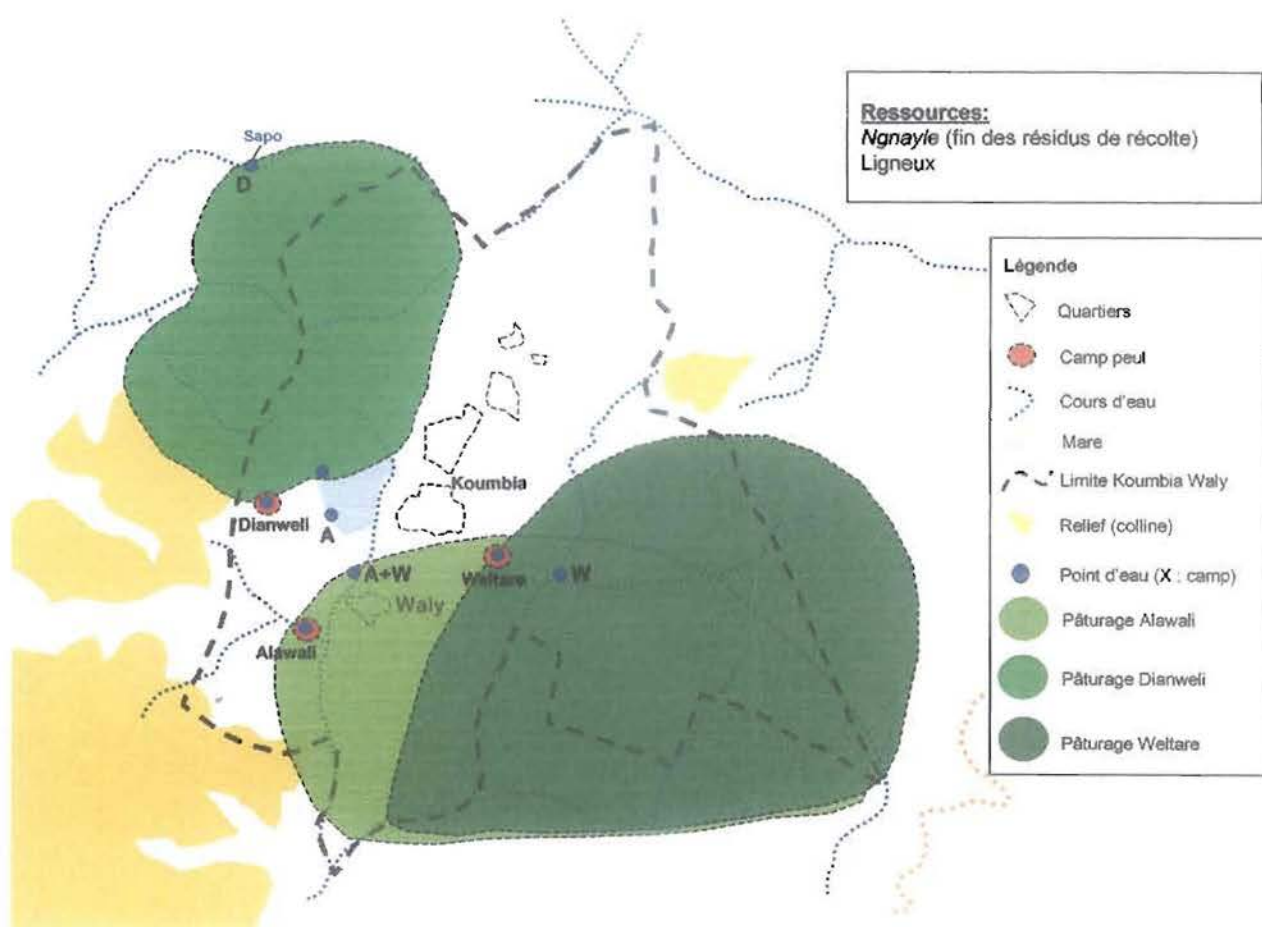 Ressources:
Ngnayle (fin des résidus de récolte)
Ligneux
Sapo
D
Légende
Quartiers
Camp peul
Cours d'eau
Mare
Limite Koumbia Waly
Relief (colline)
Point d'eau (X : camp)
Pâturage Alawali
Pâturage Dianweli
Pâturage Weltare
Koumbia
Dianweli
A
A+W
Weltare
W
Waly
Alawali